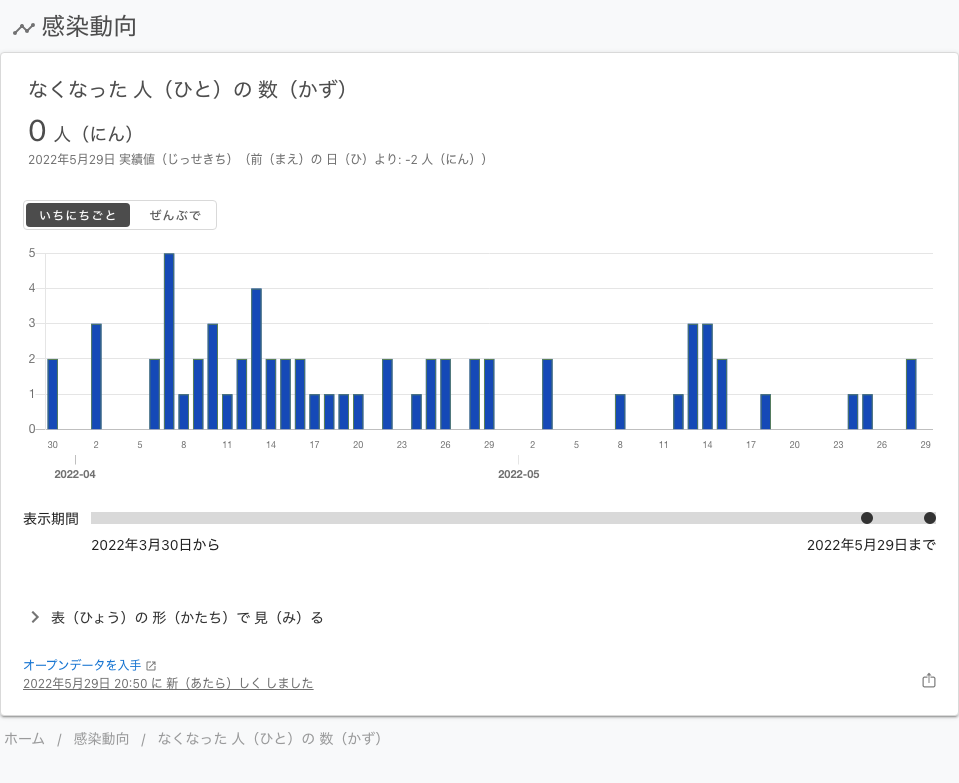 感染動向
なくなった 人（ひと）の 数（かず）
0 人（にん）
2022年5月29日 実績値（じっせきち）（前（まえ）の 日（ひ）より: -2 人（にん））
いちにちごと ぜんぶで
5
4
3
2
1
0
30 2 5 8 11 14 17 20 23 26 29 2 5 8 11 14 17 20 23 26 29
2022-04 2022-05
表示期間
2022年3月30日から 2022年5月29日まで
表（ひょう）の 形（かたち）で 見（み）る
オープンデータを入手
2022年5月29日 20:50 に 新（あたら）しく しました
ホーム / 感染動向 / なくなった 人（ひと）の 数（かず）